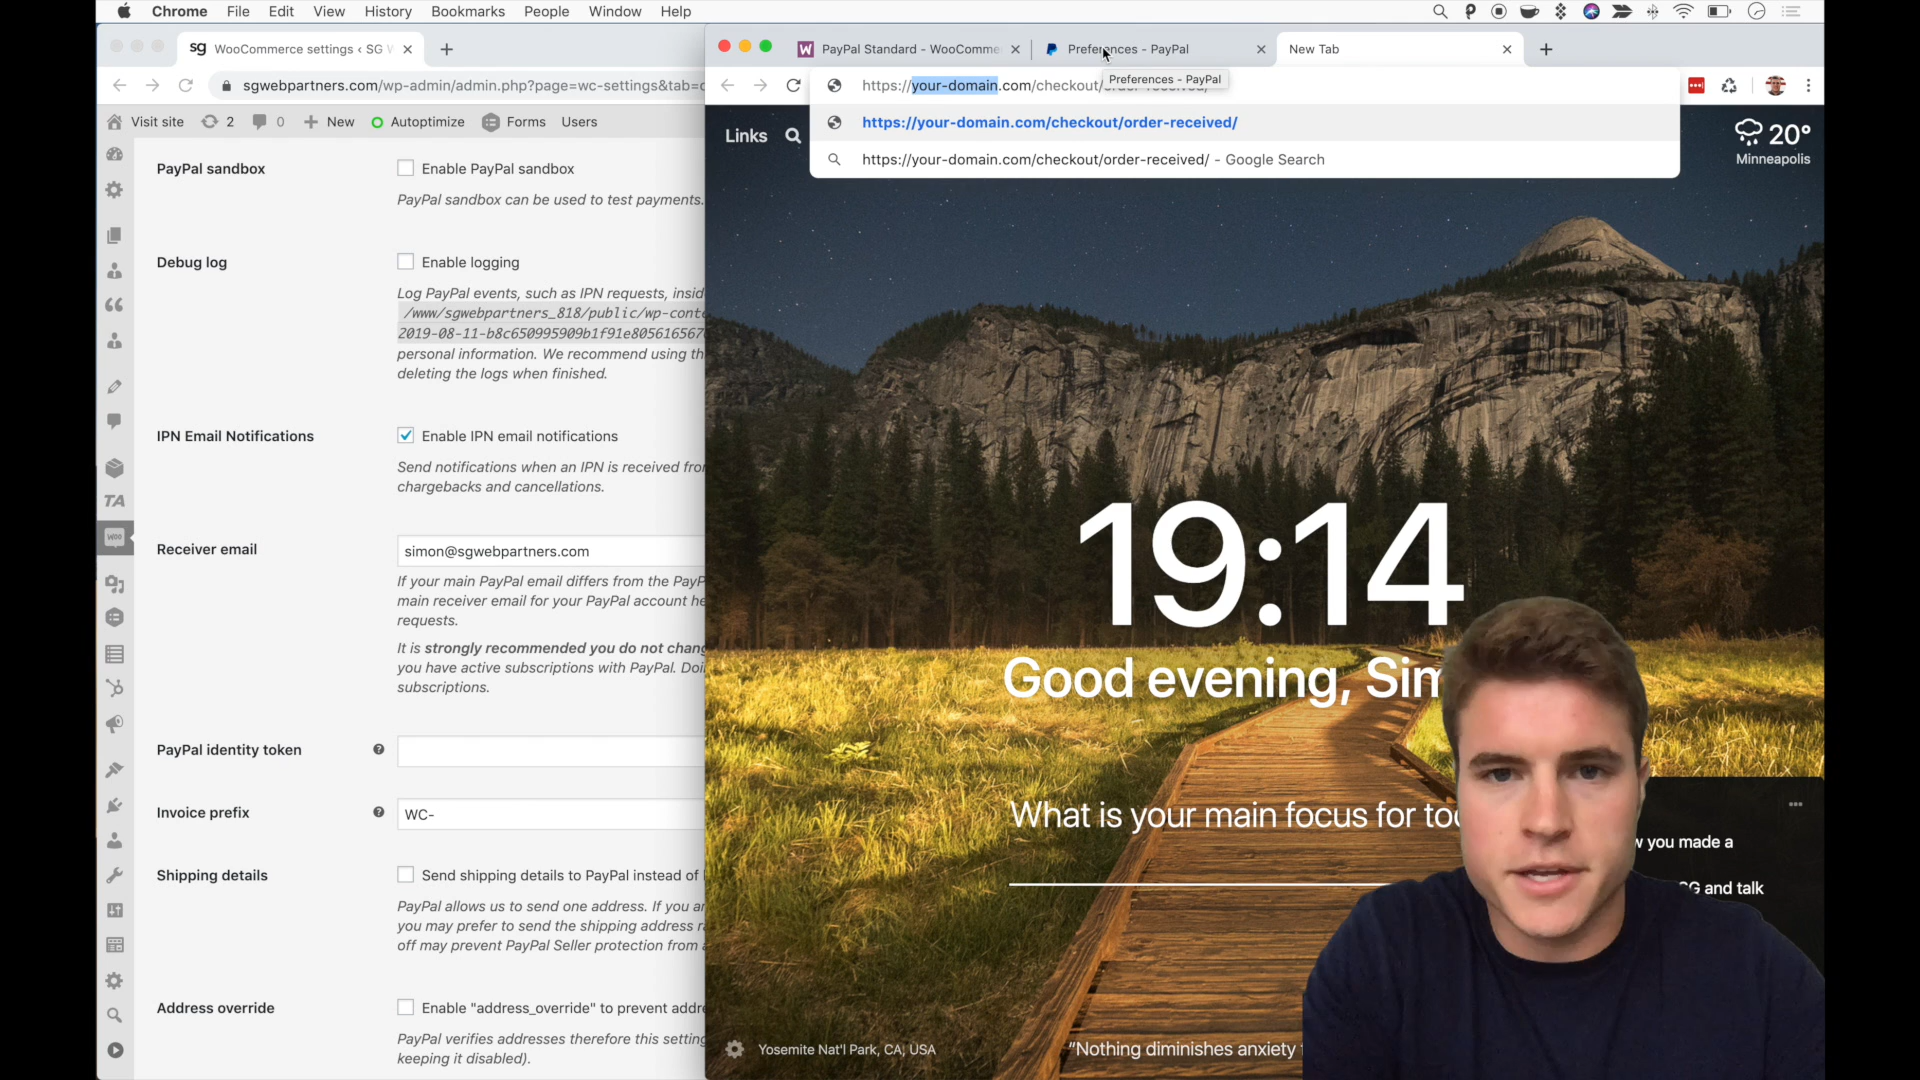 Chrome File Edit View History Bookmarks People Window Help
sg WooCommerce settings ‹ SG W
sgwebpartners.com/wp-admin/admin.php?page=wc-settings&tab=c
Visit site 2 0 New Autoptimize Forms Users
PayPal sandbox
Enable PayPal sandbox
PayPal sandbox can be used to test payments.
Debug log
Enable logging
Log PayPal events, such as IPN requests, insid
/www/sgwebpartners_818/public/wp-cont
2019-08-11-b8c650995909b1f91e805616567
personal information. We recommend using th
deleting the logs when finished.
IPN Email Notifications
Enable IPN email notifications
Send notifications when an IPN is received fro
chargebacks and cancellations.
TA
woo
Receiver email
simon@sgwebpartners.com
If your main PayPal email differs from the PayP
main receiver email for your PayPal account he
requests.
It is strongly recommended you do not chang
you have active subscriptions with PayPal. Doi
subscriptions.
PayPal identity token
Invoice prefix
WC-
Shipping details
Send shipping details to PayPal instead of
PayPal allows us to send one address. If you ar
you may prefer to send the shipping address r
off may prevent PayPal Seller protection from a
Address override
Enable "address_override" to prevent addr
PayPal verifies addresses therefore this setting
keeping it disabled).
PayPal Standard - WooComme
Preferences - PayPal
New Tab
https://your-domain.com/checkout/order-received/
Preferences - PayPal
https://your-domain.com/checkout/order-received/
https://your-domain.com/checkout/order-received/ - Google Search
Links
20°
Minneapolis
19:14
Good evening, Sim
What is your main focus for to
w you made a
SG and talk
Yosemite Nat'l Park, CA, USA
“Nothing diminishes anxiety